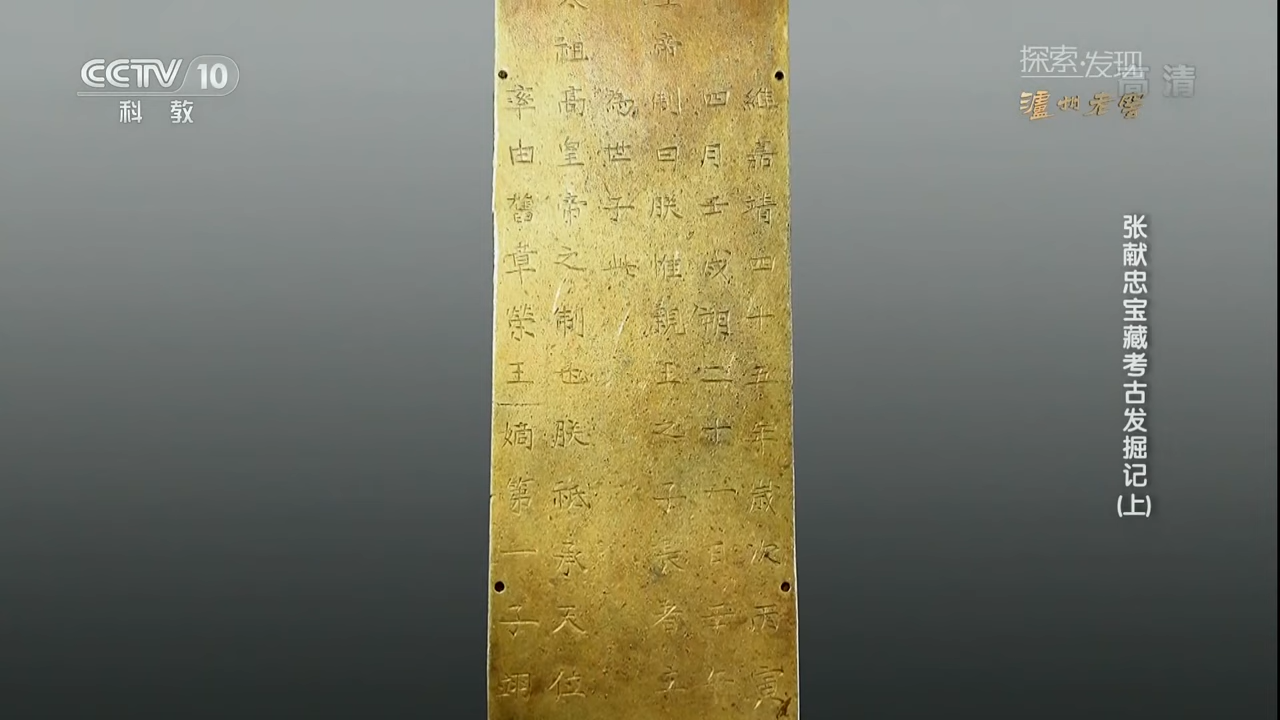 CCTV 10
科 教
探索·发现
高清
泸州老窖
張献忠宝藏考古发掘记(上)
維嘉靖四十五年歲次丙寅
四月壬戌朔二十一日壬午
帝制曰朕惟親王之子長者立
為世子此
祖高皇帝之制也朕祗承天位
率由舊章榮王嫡第一子翊